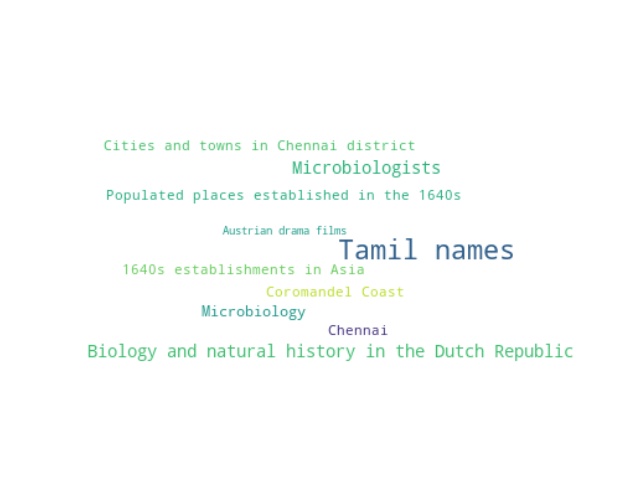 Cities and towns in Chennai district
Microbiologists
Populated places established in the 1640s
Austrian drama films
Tamil names
1640s establishments in Asia
Coromandel Coast
Microbiology
Chennai
Biology and natural history in the Dutch Republic